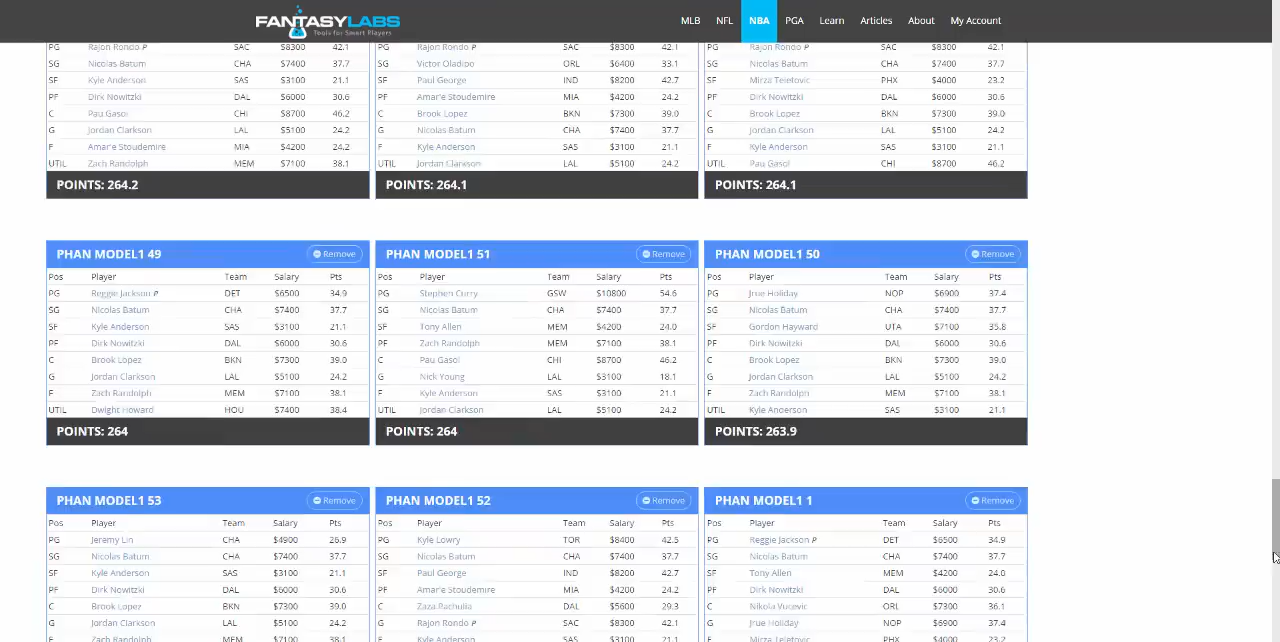 FANTASYLABS
Tools for Smart Players
MLB NFL NBA PGA Learn Articles About My Account
PG Rajon Rondo P SAC $8300 42.1
SG Nicolas Batum CHA $7400 37.7
SF Kyle Anderson SAS $3100 21.1
PF Dirk Nowitzki DAL $6000 30.6
C Pau Gasol CHI $8700 46.2
G Jordan Clarkson LAL $5100 24.2
F Amar'e Stoudemire MIA $4200 24.2
UTIL Zach Randolph MEM $7100 38.1
POINTS: 264.2
PG Rajon Rondo P SAC $8300 42.1
SG Victor Oladipo ORL $6400 33.1
SF Paul George IND $8200 42.7
PF Amar'e Stoudemire MIA $4200 24.2
C Brook Lopez BKN $7300 39.0
G Nicolas Batum CHA $7400 37.7
F Kyle Anderson SAS $3100 21.1
UTIL Jordan Clarkson LAL $5100 24.2
POINTS: 264.1
PG Rajon Rondo P SAC $8300 42.1
SG Nicolas Batum CHA $7400 37.7
SF Mirza Teletovic PHX $4000 23.2
PF Dirk Nowitzki DAL $6000 30.6
C Brook Lopez BKN $7300 39.0
G Jordan Clarkson LAL $5100 24.2
F Kyle Anderson SAS $3100 21.1
UTIL Pau Gasol CHI $8700 46.2
POINTS: 264.1
PHAN MODEL1 49 Remove
Pos Player Team Salary Pts
PG Reggie Jackson P DET $6500 34.9
SG Nicolas Batum CHA $7400 37.7
SF Kyle Anderson SAS $3100 21.1
PF Dirk Nowitzki DAL $6000 30.6
C Brook Lopez BKN $7300 39.0
G Jordan Clarkson LAL $5100 24.2
F Zach Randolph MEM $7100 38.1
UTIL Dwight Howard HOU $7400 38.4
POINTS: 264
PHAN MODEL1 51 Remove
Pos Player Team Salary Pts
PG Stephen Curry GSW $10800 54.6
SG Nicolas Batum CHA $7400 37.7
SF Tony Allen MEM $4200 24.0
PF Zach Randolph MEM $7100 38.1
C Pau Gasol CHI $8700 46.2
G Nick Young LAL $3100 18.1
F Kyle Anderson SAS $3100 21.1
UTIL Jordan Clarkson LAL $5100 24.2
POINTS: 264
PHAN MODEL1 50 Remove
Pos Player Team Salary Pts
PG Jrue Holiday NOP $6900 37.4
SG Nicolas Batum CHA $7400 37.7
SF Gordon Hayward UTA $7100 35.8
PF Dirk Nowitzki DAL $6000 30.6
C Brook Lopez BKN $7300 39.0
G Jordan Clarkson LAL $5100 24.2
F Zach Randolph MEM $7100 38.1
UTIL Kyle Anderson SAS $3100 21.1
POINTS: 263.9
PHAN MODEL1 53 Remove
Pos Player Team Salary Pts
PG Jeremy Lin CHA $4900 26.9
SG Nicolas Batum CHA $7400 37.7
SF Kyle Anderson SAS $3100 21.1
PF Dirk Nowitzki DAL $6000 30.6
C Brook Lopez BKN $7300 39.0
G Jordan Clarkson LAL $5100 24.2
F Zach Randolph MEM $7100 38.1
PHAN MODEL1 52 Remove
Pos Player Team Salary Pts
PG Kyle Lowry TOR $8400 42.5
SG Nicolas Batum CHA $7400 37.7
SF Paul George IND $8200 42.7
PF Amar'e Stoudemire MIA $4200 24.2
C Zaza Pachulia DAL $5600 29.3
G Rajon Rondo P SAC $8300 42.1
F Kyle Anderson SAS $3100 21.1
PHAN MODEL1 1 Remove
Pos Player Team Salary Pts
PG Reggie Jackson P DET $6500 34.9
SG Nicolas Batum CHA $7400 37.7
SF Tony Allen MEM $4200 24.0
PF Dirk Nowitzki DAL $6000 30.6
C Nikola Vucevic ORL $7300 36.1
G Jrue Holiday NOP $6900 37.4
F Mirza Teletovic PHX $4000 23.2